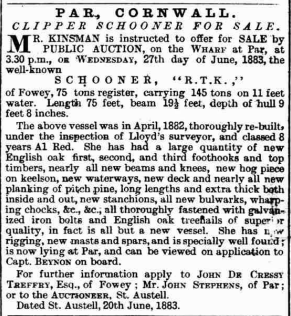 PAR, CORNWALL.
CLIPPER SCHOONER FOR SALE.
MR. KINSMAN is instructed to offer for SALE by
PUBLIC AUCTION, on the WHARF at Par, at
3.30 p.m., on WEDNESDAY, 27th day of June, 1883, the
well-known
SCHOONER, "R.T.K.,"
of Fowey, 75 tons register, carrying 145 tons on 11 feet
water. Length 75 feet, beam 19½ feet, depth of hull 9
feet 8 inches.
The above vessel was in April, 1882, thoroughly re-built,
under the inspection of Lloyd's surveyor, and classed 8
years A1 Red. She has had a large quantity of new
English oak first, second, and third foothooks and top
timbers, nearly all new beams and knees, new hog piece
on keelson, new waterways, new deck and nearly all new
planking of pitch pine, long lengths and extra thick both
inside and out, new stanchions, all new bulwarks, wharp-
ing chocks, &c., &c., all thoroughly fastened with galvan-
ized iron bolts and English oak treenails of superior
quality, in fact is all but a new vessel. She has new
rigging, new masts and spars, and is specially well found;
is now lying at Par, and can be viewed on application to
Capt. BEYNON on board.
For further information apply to JOHN DE CRESSY
TREFFRY, ESQ., of Fowey; Mr. JOHN STEPHENS, of Par;
or to the AUCTIONEER, St. Austell.
Dated St. Austell, 20th June, 1883.